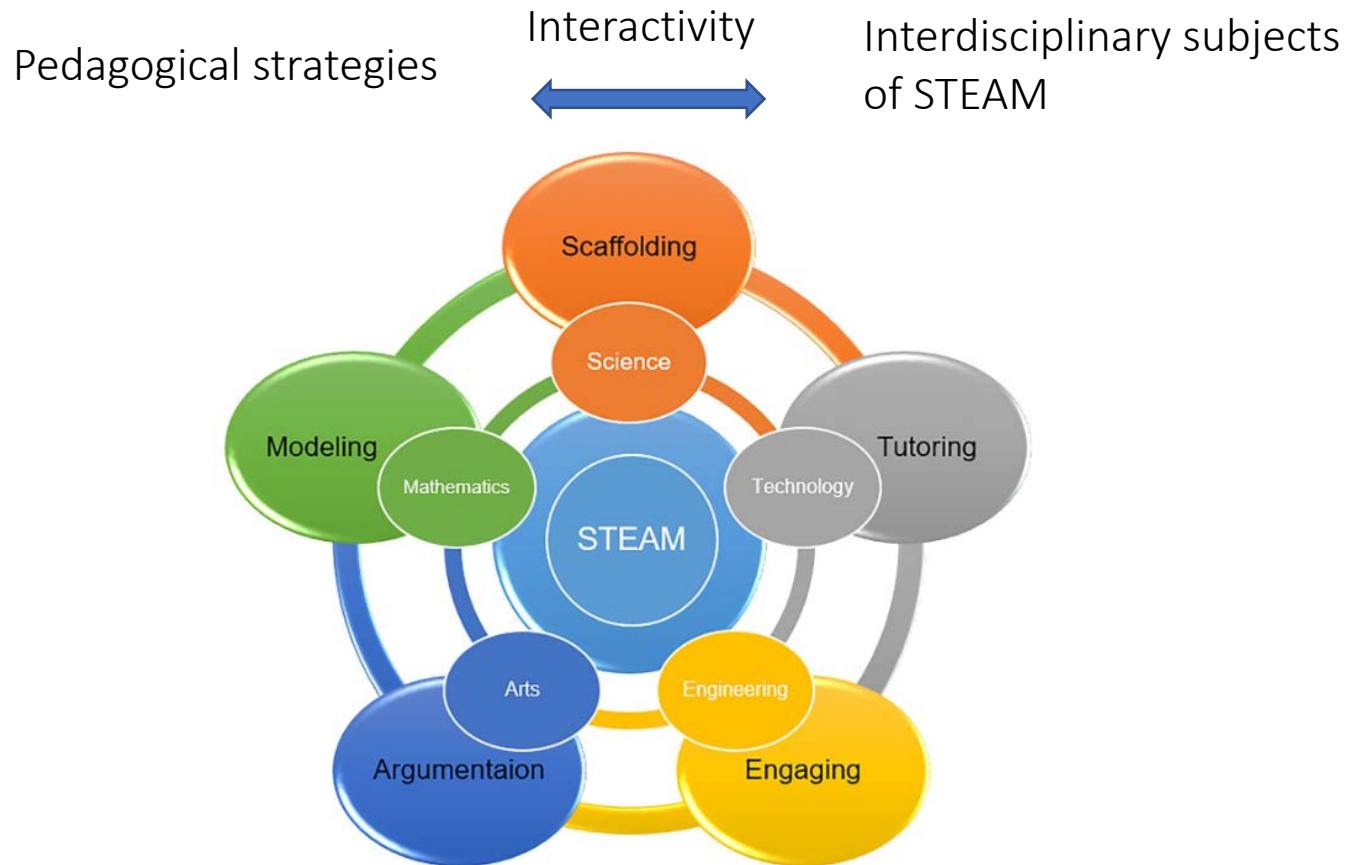 Pedagogical strategies
Interactivity
Interdisciplinary subjects
of STEAM
Scaffolding
Science
Modeling
Mathematics
Technology
Tutoring
STEAM
Arts
Engineering
Argumentaion
Engaging